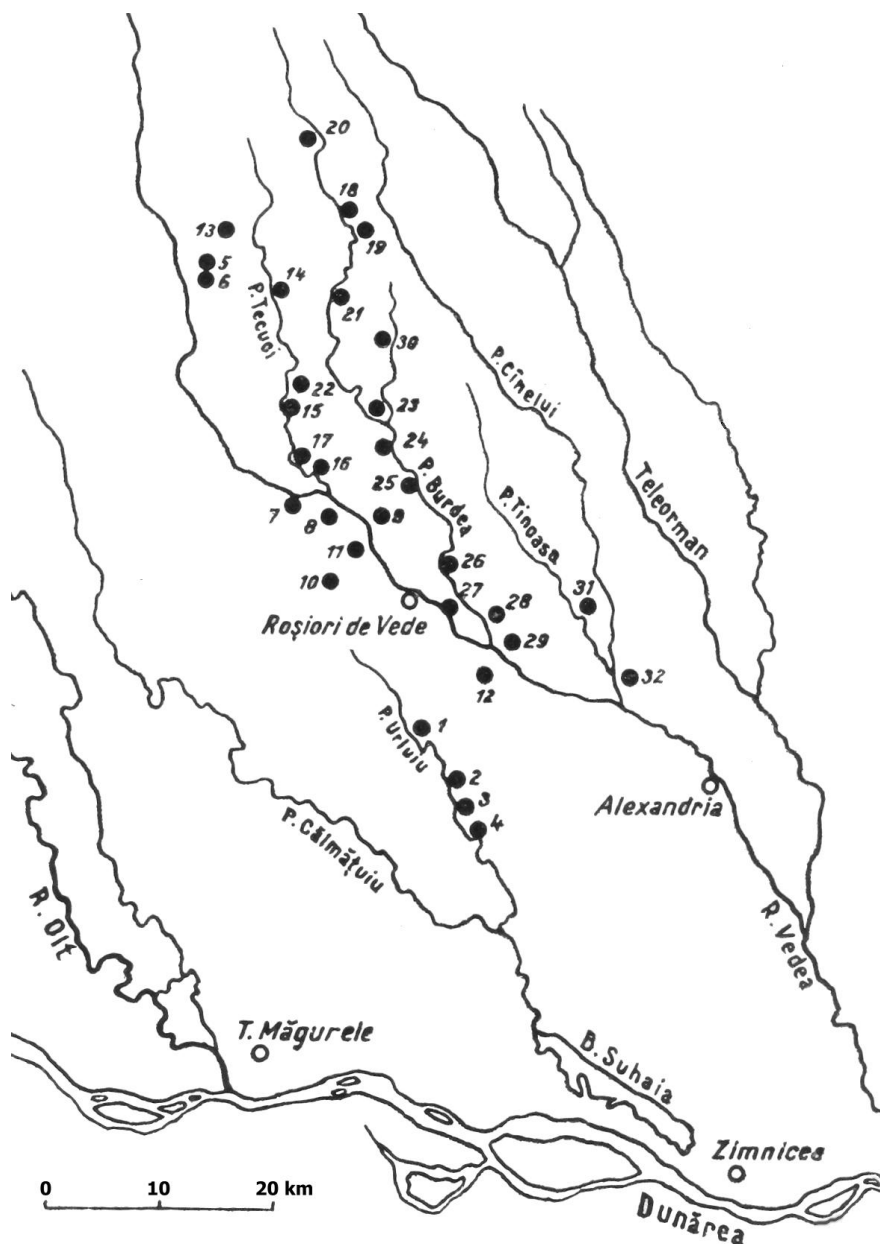 20
18
13
19
5
14
6
21
P. Tecuoi
30
P. Cînelui
22
15
23
17
24
16
P. Burdea
25
7
8
9
P. Tinoasa
Teleorman
11
26
10
27
28
31
Roșiori de Vede
29
12
32
P. Urluiu
1
2
3
Alexandria
4
P. Călmățuiu
R. Olt
R. Vedea
T. Măgurele
B. Suhaia
Zimnicea
0 10 20 km
Dunărea